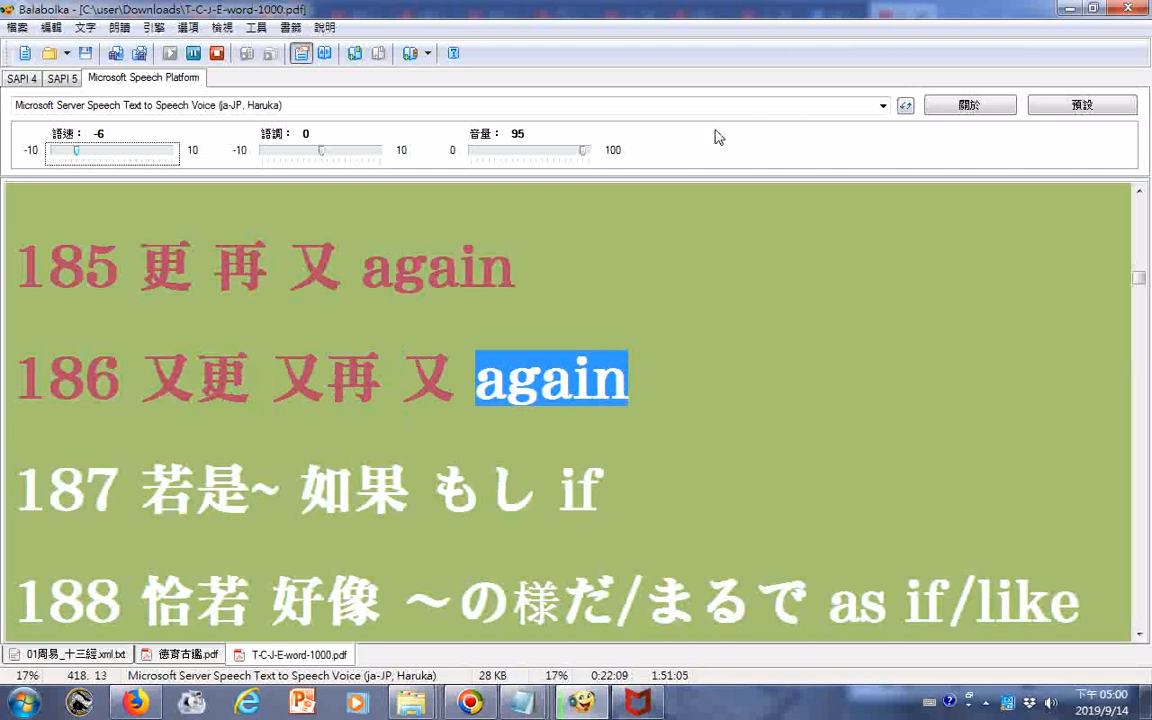 Balabolka - [C:\user\Downloads\T-C-J-E-word-1000.pdf]
檔案 編輯 文字 朗讀 引擎 選項 檢視 工具 書籤 說明
SAPI 4 SAPI 5 Microsoft Speech Platform
Microsoft Server Speech Text to Speech Voice (ja-JP, Haruka) 關於 預設
語速： -6 語調： 0 音量： 95
-10 10 -10 10 0 100
185 更 再 又 again
186 又更 又再 又 again
187 若是~ 如果 もし if
188 恰若 好像 ～の様だ/まるで as if/like
01周易_十三經.xml.txt 德育古鑑.pdf T-C-J-E-word-1000.pdf
17% 418. 13 Microsoft Server Speech Text to Speech Voice (ja-JP, Haruka) 28 KB 17% 0:22:09 1:51:05
下午 05:00
2019/9/14